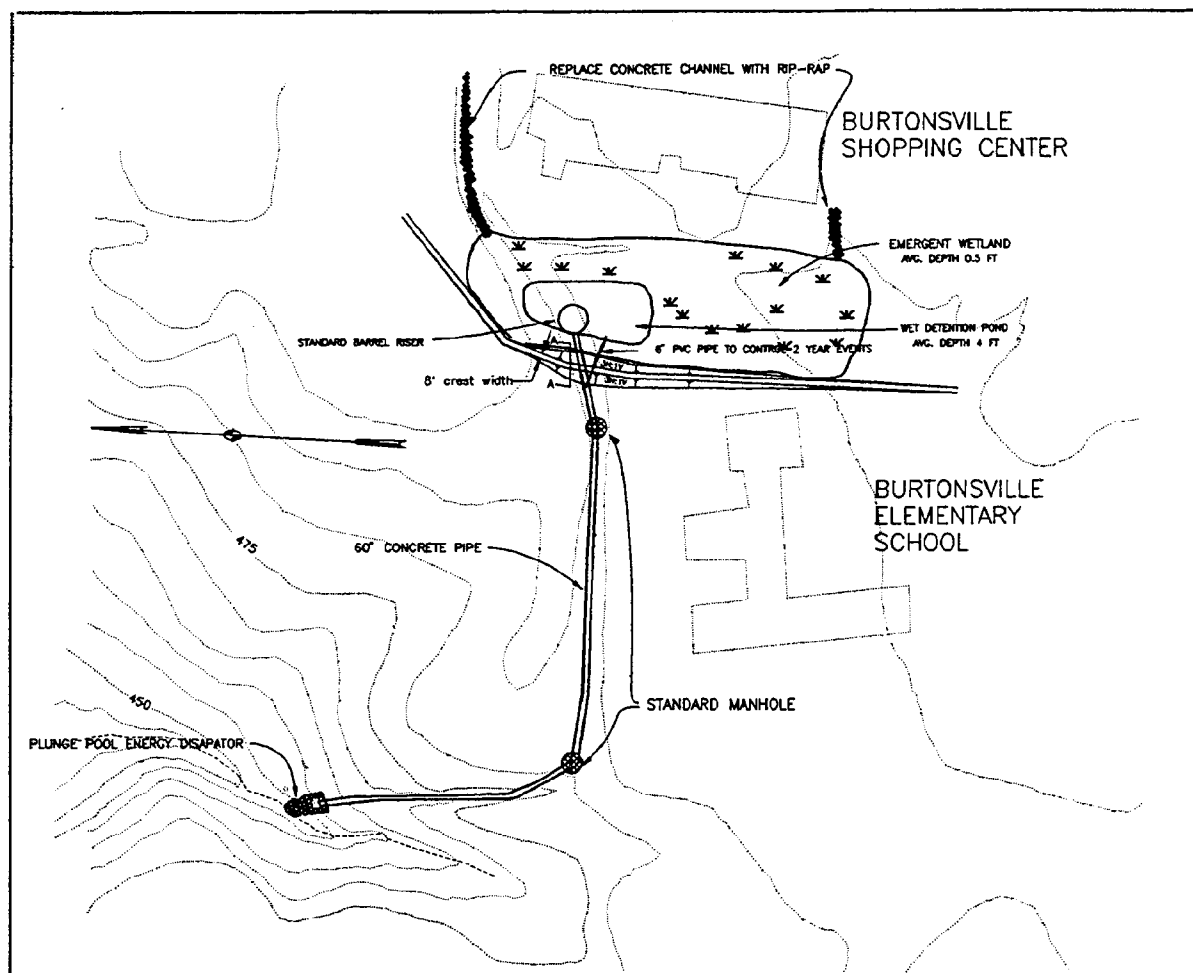 REPLACE CONCRETE CHANNEL WITH RIP-RAP
BURTONSVILLE
SHOPPING CENTER
EMERGENT WETLAND
AVG. DEPTH 0.5 FT
STANDARD BARREL RISER
WET DETENTION POND
AVG. DEPTH 4 FT
A
6" PVC PIPE TO CONTROL 2 YEAR EVENTS
8' crest width
A
BURTONSVILLE
ELEMENTARY
SCHOOL
475
60" CONCRETE PIPE
450
STANDARD MANHOLE
PLUNGE POOL ENERGY DISAPATOR